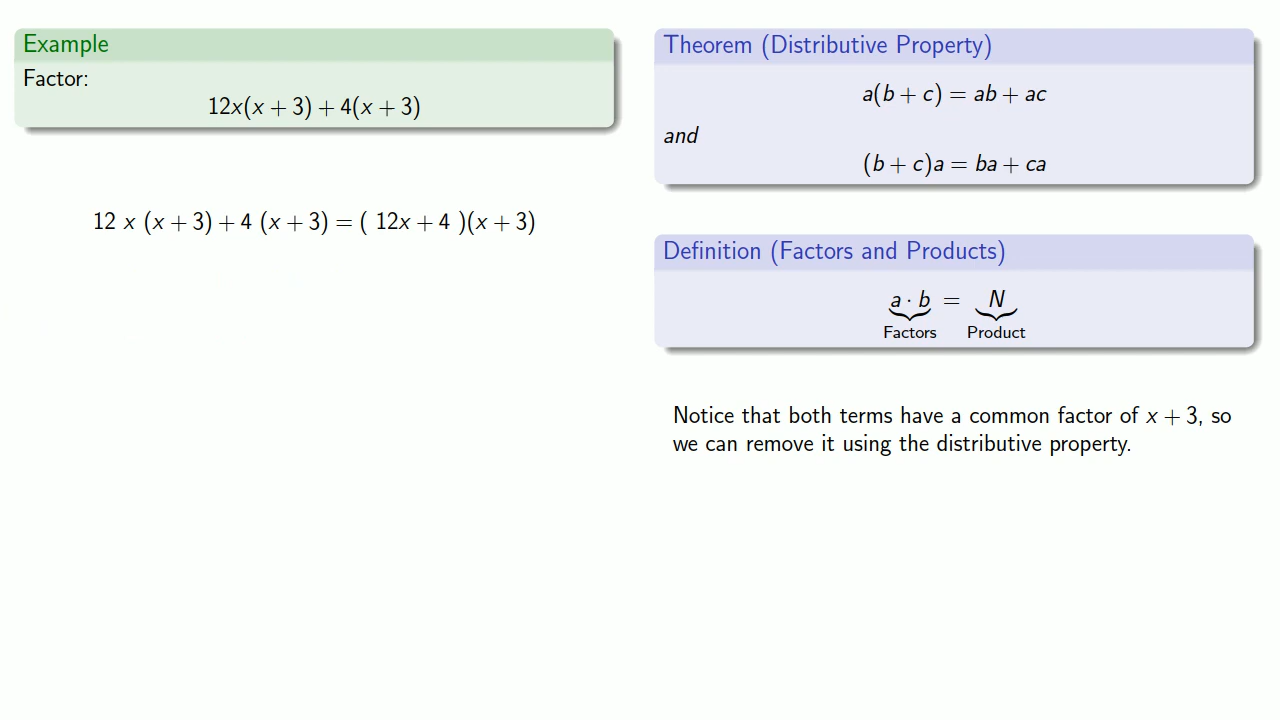 Example
Factor:
12x(x + 3) + 4(x + 3)
12 x (x + 3) + 4 (x + 3) = ( 12x + 4 )(x + 3)
Theorem (Distributive Property)
a(b + c) = ab + ac
and
(b + c)a = ba + ca
Definition (Factors and Products)
a · b = N
Factors Product
Notice that both terms have a common factor of x + 3, so
we can remove it using the distributive property.